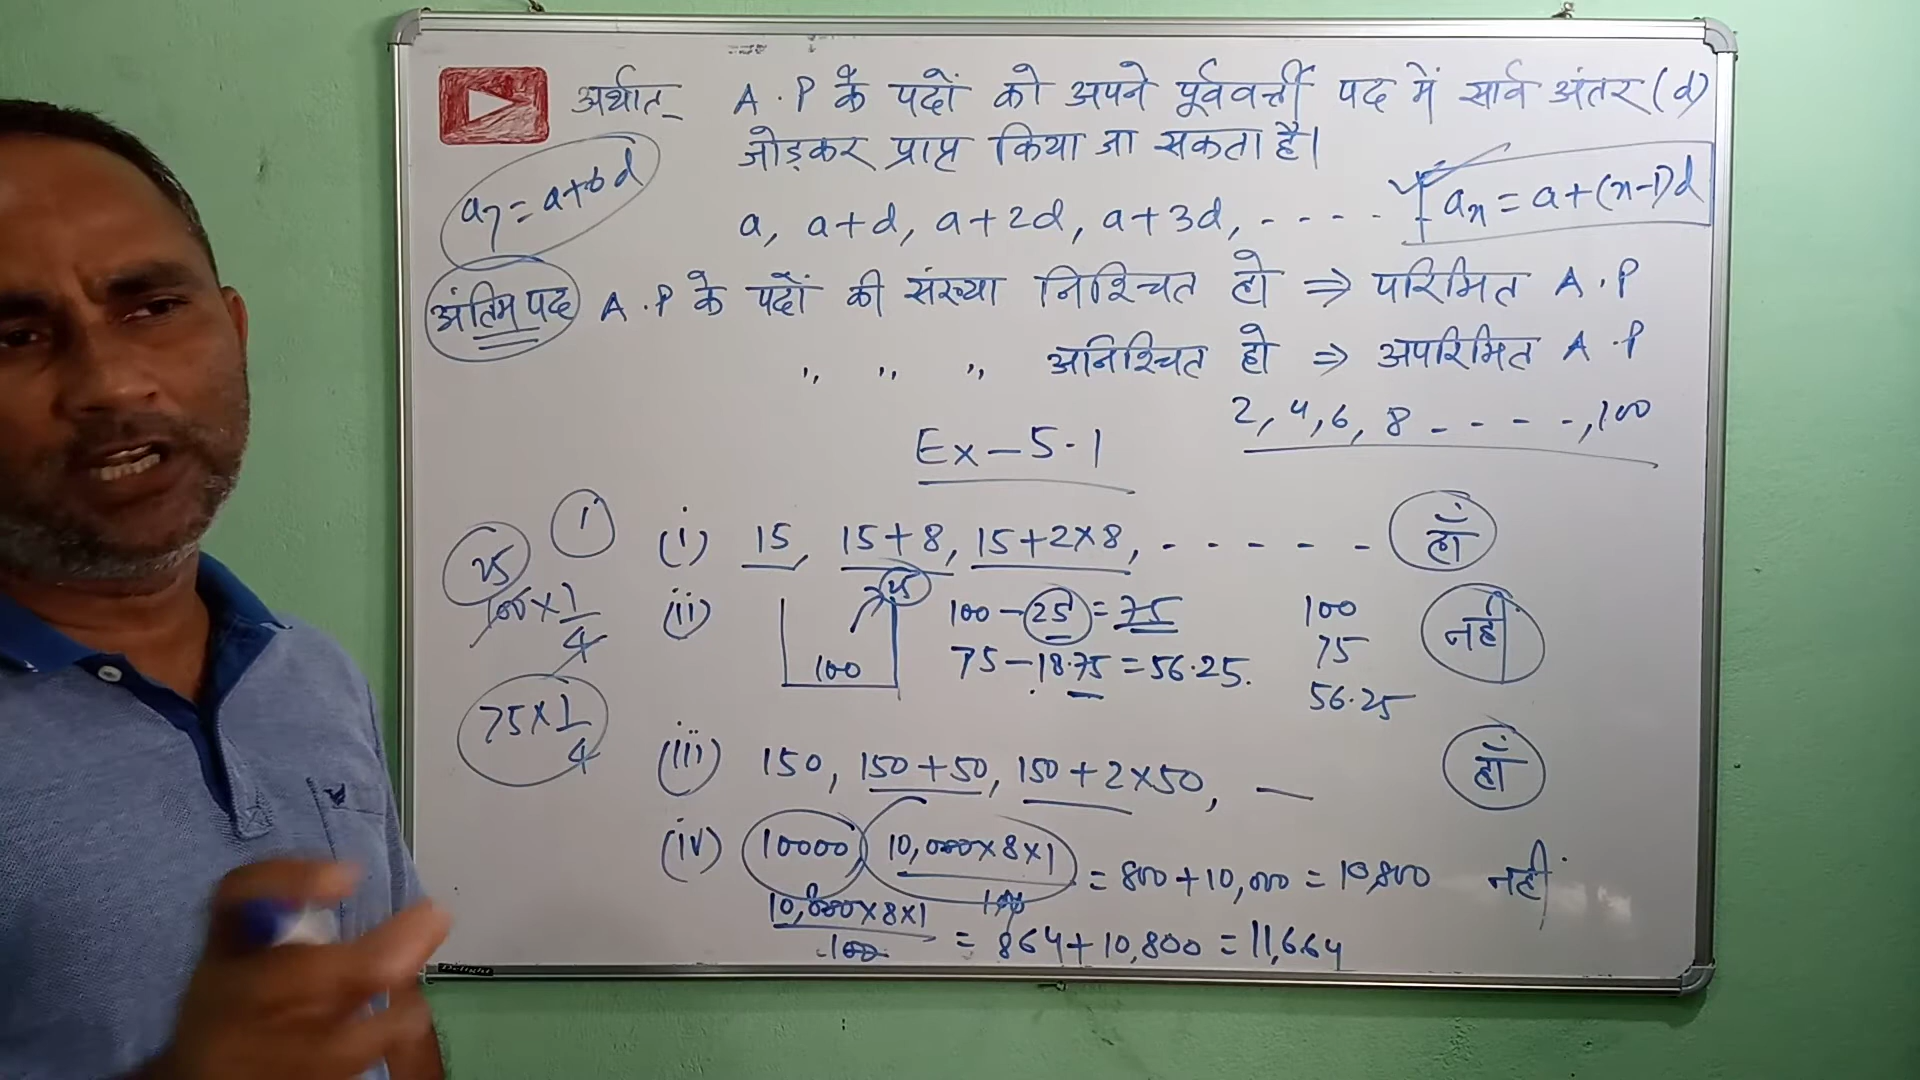 अर्थात_ A.P के पदों को अपने पूर्ववर्ती पद में सार्व अंतर (d)
जोड़कर प्राप्त किया जा सकता है।
a7 = a+6d
a, a+d, a+2d, a+3d, - - - -
an = a+(n-1)d
अंतिम पद
A.P के पदों की संख्या निश्चित हो ⇒ परिमित A.P
" " " अनिश्चित हो ⇒ अपरिमित A.P
2, 4, 6, 8 - - - - -, 100
Ex-5.1
1 (i) 15, 15+8, 15+2×8, - - - - - हाँ
25
100×1/4
(ii) 100 25 100-25=75
75-18.75=56.25.
100
75
56.25
नहीं
75×1/4
(iii) 150, 150+50, 150+2×50, — हाँ
(iv) 10000, 10,000×8×1/100 = 800+10,000 = 10,800 नहीं
10,800×8×1/100 = 864+10,800 = 11,664
Delight